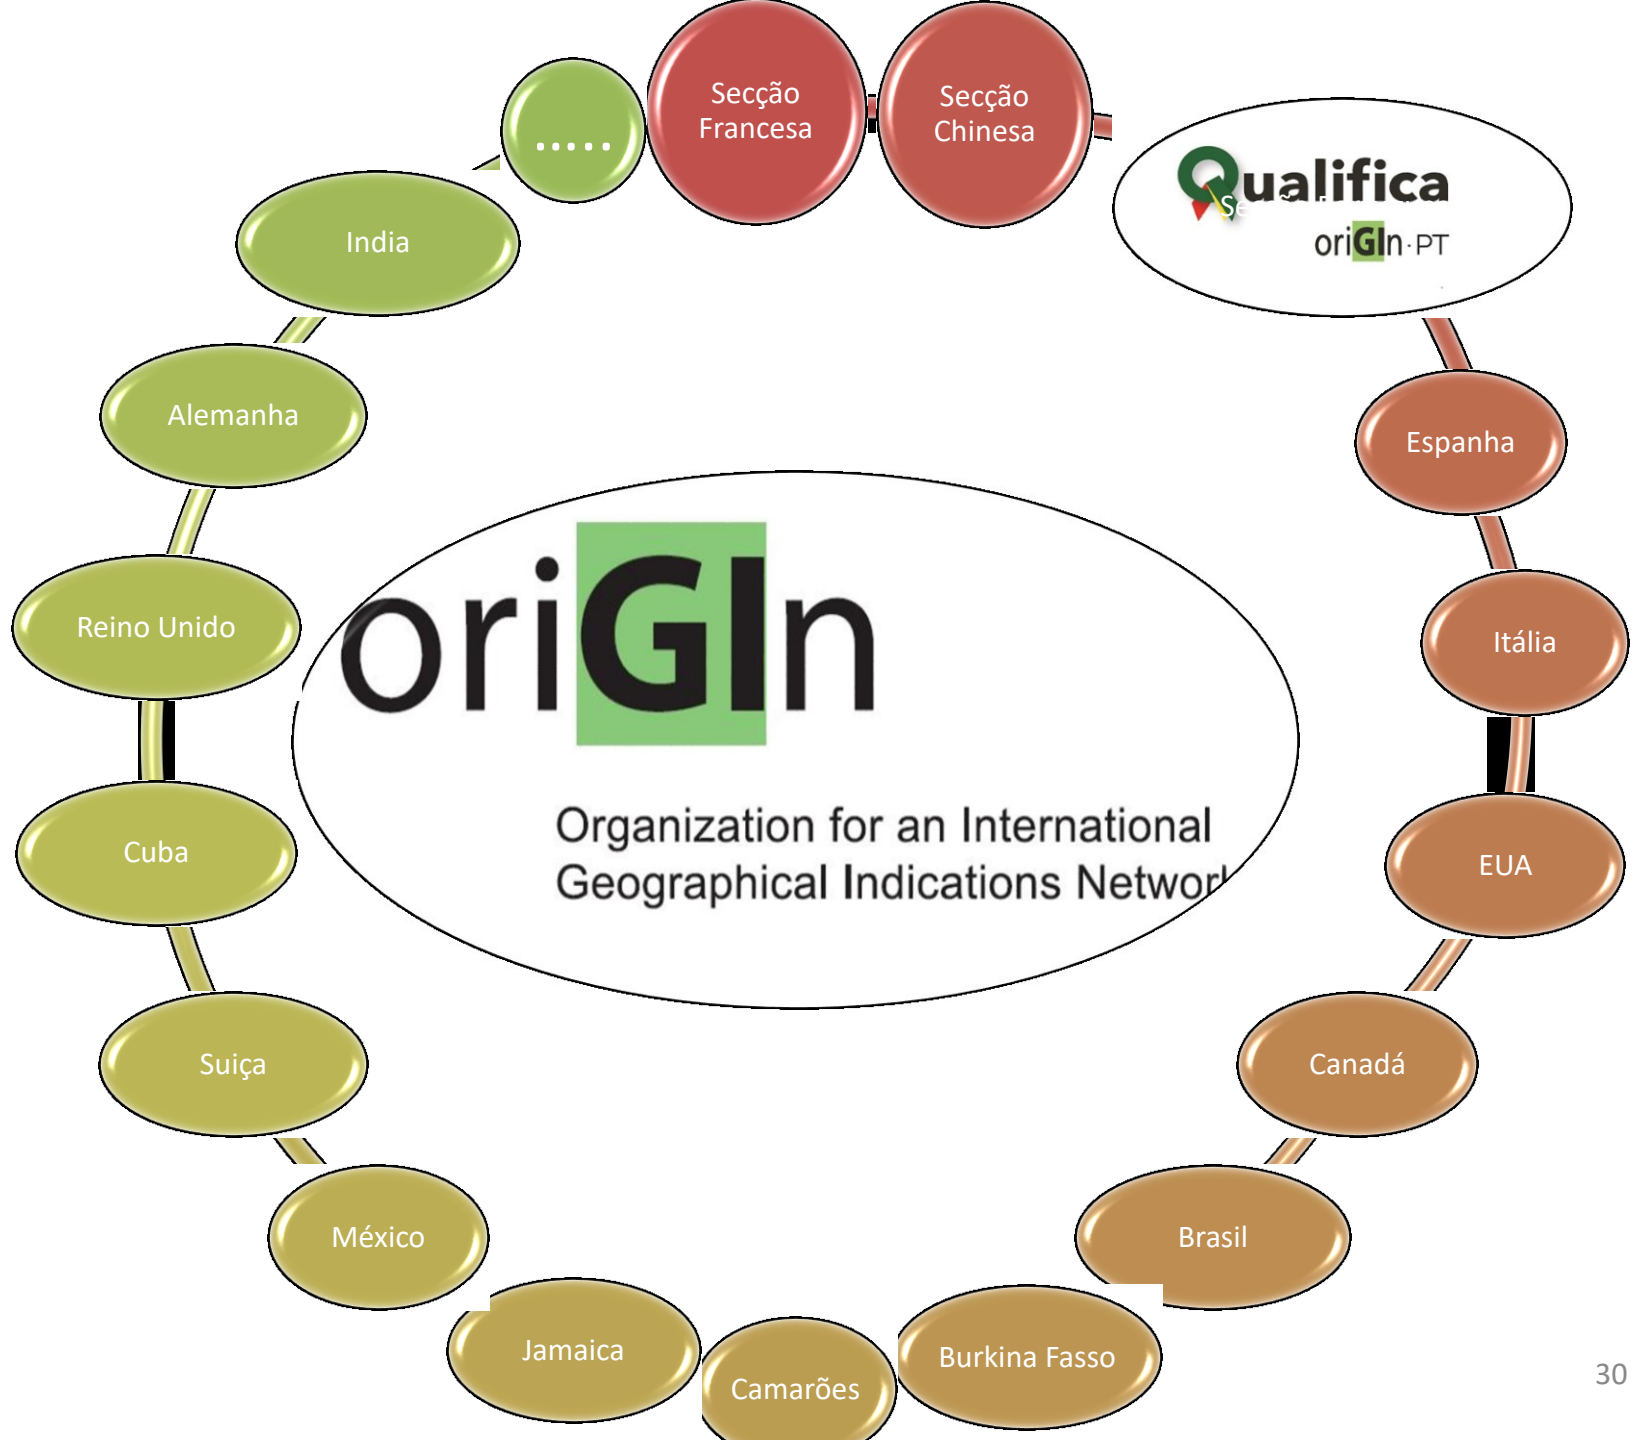 Secção
Francesa
Secção
Chinesa
Qualifica
oriGIn·PT
Espanha
Itália
EUA
Canadá
Brasil
Burkina Fasso
Camarões
Jamaica
México
Suiça
Cuba
Reino Unido
Alemanha
India
.....
oriGIn
Organization for an International
Geographical Indications Network
30